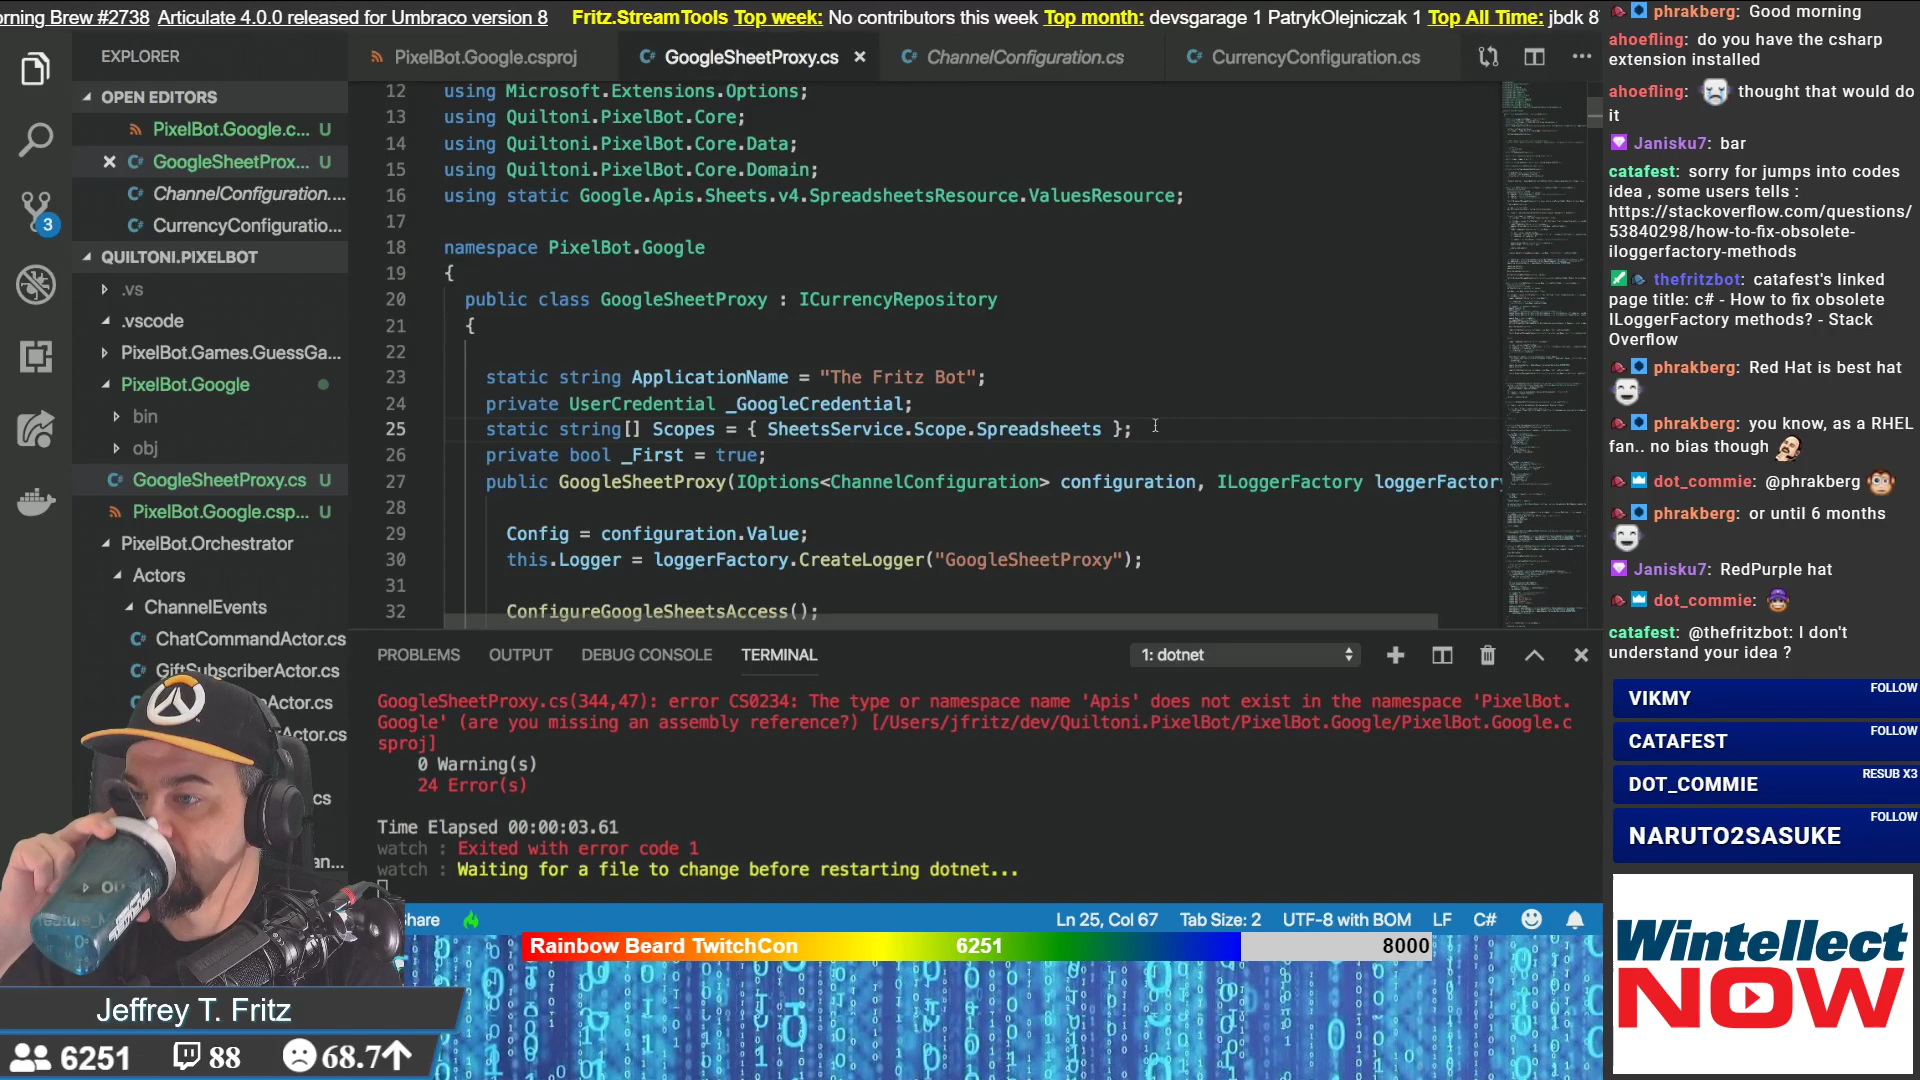 orning Brew #2738 Articulate 4.0.0 released for Umbraco version 8 Fritz.StreamTools Top week: No contributors this week Top month: devsgarage 1 PatrykOlejniczak 1 Top All Time: jbdk 8
EXPLORER
OPEN EDITORS
PixelBot.Google.c... U
GoogleSheetProx... U
ChannelConfiguration....
CurrencyConfiguratio...
3
QUILTONI.PIXELBOT
.vs
.vscode
PixelBot.Games.GuessGa...
PixelBot.Google
bin
obj
GoogleSheetProxy.cs U
PixelBot.Google.csp... U
PixelBot.Orchestrator
Actors
ChannelEvents
ChatCommandActor.cs
GiftSubscriberActor.cs
eActor.cs
Actor.cs
cs
an...
PixelBot.Google.csproj
GoogleSheetProxy.cs
ChannelConfiguration.cs
CurrencyConfiguration.cs
12 using Microsoft.Extensions.Options;
13 using Quiltoni.PixelBot.Core;
14 using Quiltoni.PixelBot.Core.Data;
15 using Quiltoni.PixelBot.Core.Domain;
16 using static Google.Apis.Sheets.v4.SpreadsheetsResource.ValuesResource;
17
18 namespace PixelBot.Google
19 {
20 public class GoogleSheetProxy : ICurrencyRepository
21 {
22
23 static string ApplicationName = "The Fritz Bot";
24 private UserCredential _GoogleCredential;
25 static string[] Scopes = { SheetsService.Scope.Spreadsheets };
26 private bool _First = true;
27 public GoogleSheetProxy(IOptions<ChannelConfiguration> configuration, ILoggerFactory loggerFactory
28
29 Config = configuration.Value;
30 this.Logger = loggerFactory.CreateLogger("GoogleSheetProxy");
31
32 ConfigureGoogleSheetsAccess();
PROBLEMS OUTPUT DEBUG CONSOLE TERMINAL
1: dotnet
GoogleSheetProxy.cs(344,47): error CS0234: The type or namespace name 'Apis' does not exist in the namespace 'PixelBot.
Google' (are you missing an assembly reference?) [/Users/jfritz/dev/Quiltoni.PixelBot/PixelBot.Google/PixelBot.Google.c
sproj]
0 Warning(s)
24 Error(s)
Time Elapsed 00:00:03.61
watch : Exited with error code 1
watch : Waiting for a file to change before restarting dotnet...
hare
Ln 25, Col 67 Tab Size: 2 UTF-8 with BOM LF C#
Rainbow Beard TwitchCon 6251 8000
Jeffrey T. Fritz
6251 88 68.7
phrakberg: Good morning
ahoefling: do you have the csharp
extension installed
ahoefling: thought that would do
it
Janisku7: bar
catafest: sorry for jumps into codes
idea , some users tells :
https://stackoverflow.com/questions/
53840298/how-to-fix-obsolete-
iloggerfactory-methods
thefritzbot: catafest's linked
page title: c# - How to fix obsolete
ILoggerFactory methods? - Stack
Overflow
phrakberg: Red Hat is best hat
phrakberg: you know, as a RHEL
fan.. no bias though
dot_commie: @phrakberg
phrakberg: or until 6 months
Janisku7: RedPurple hat
dot_commie:
catafest: @thefritzbot: I don't
understand your idea ?
VIKMY FOLLOW
CATAFEST FOLLOW
DOT_COMMIE RESUB X3
NARUTO2SASUKE FOLLOW
Wintellect
NOW